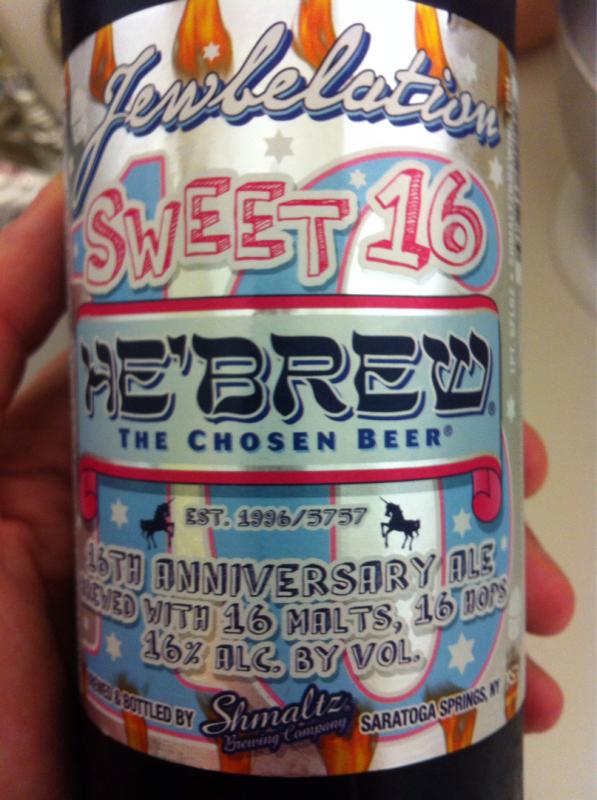 Jewbelation
SWEET 16
HE'BREW®
THE CHOSEN BEER®
EST. 1996/5757
16TH ANNIVERSARY ALE
BREWED WITH 16 MALTS, 16 HOPS
16% ALC. BY VOL.
BREWED & BOTTLED BY Shmaltz Brewing Company SARATOGA SPRINGS, NY